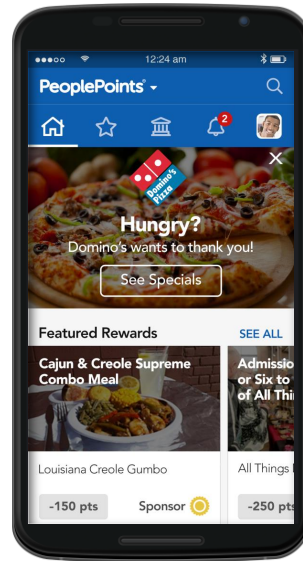 12:24 am
PeoplePoints
2
Domino's
Pizza
Hungry?
Domino's wants to thank you!
See Specials
Featured Rewards
SEE ALL
Cajun & Creole Supreme
Combo Meal
Louisiana Creole Gumbo
-150 pts
Sponsor
Admissio
or Six to
of All Thi
All Things
-250 pts